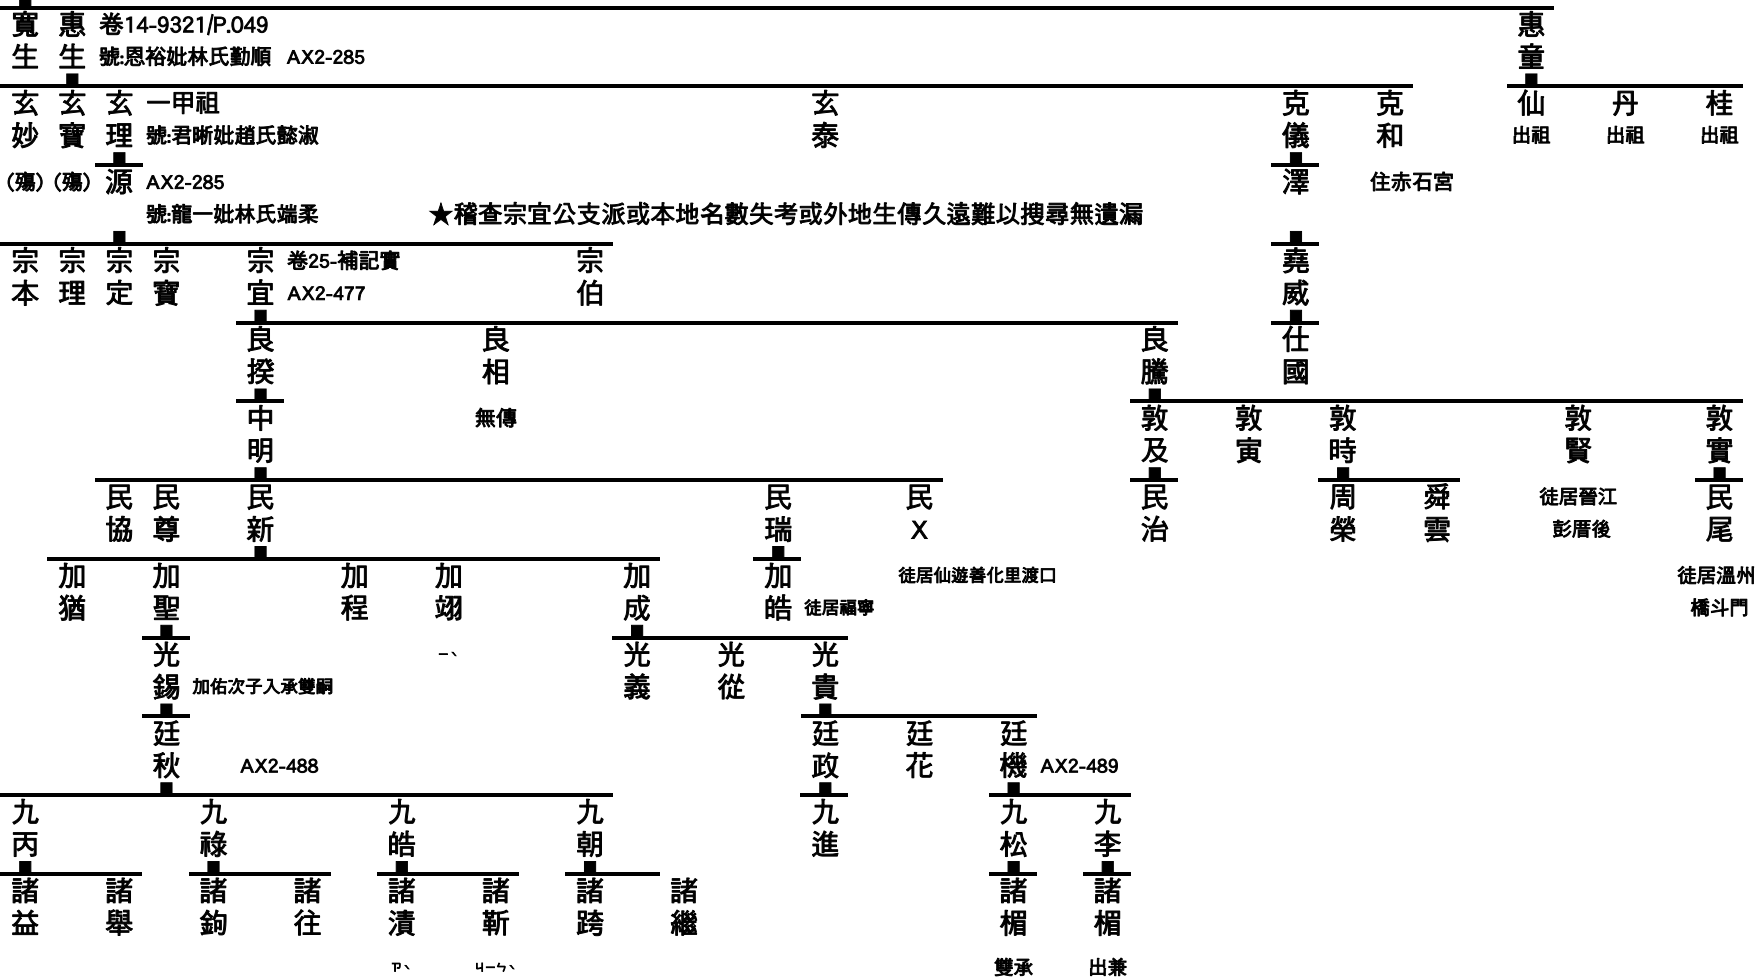 寬生 惠生 卷14-9321/P.049 惠童
號:恩裕妣林氏勤順 AX2-285
玄妙 玄寶 玄理 一甲祖 玄泰 克儀 克和 仙 丹 桂
號:君晰妣趙氏懿淑 出祖 出祖 出祖
(殤) (殤) 源 AX2-285 澤 住赤石宮
號:龍一妣林氏端柔 ★稽查宗宜公支派或本地名數失考或外地生傳久遠難以搜尋無遺漏
宗本 宗理 宗定 宗寶 宗宜 卷25-補記實 宗伯 堯威
AX2-477
良揆 良相 良騰 仕國
中明 無傳 敦及 敦寅 敦時 敦賢 敦實
民協 民尊 民新 民瑞 民X 民治 周榮 舜雲 徒居晉江 民尾
彭厝後
加猶 加聖 加程 加翊 加成 加皓 徒居仙遊善化里渡口 徒居溫州
徒居福寧 橋斗門
光錫 ㄧˋ 光義 光從 光貴
加佑次子入承雙嗣
廷秋 廷政 廷花 廷機
AX2-488 AX2-489
九丙 九祿 九皓 九朝 九進 九松 九李
諸益 諸舉 諸鉤 諸往 諸漬 諸靳 諸跨 諸繼 諸楣 諸楣
ㄗˋ ㄐㄧㄣˋ 雙承 出兼